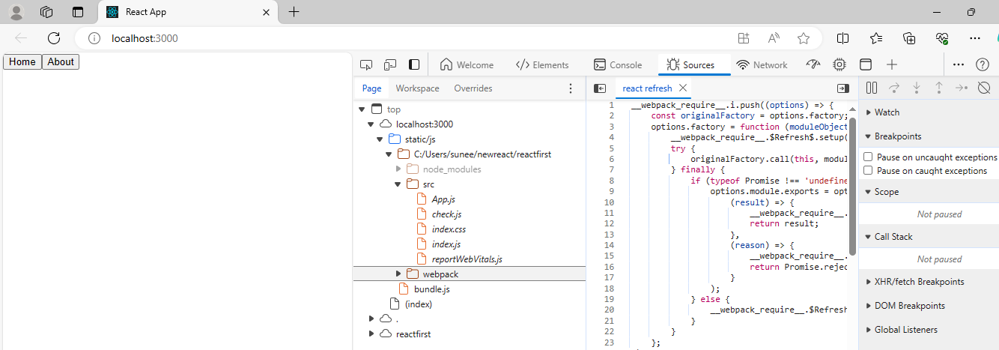 React App
localhost:3000
Home About
Welcome Elements Console Sources Network
Page Workspace Overrides
react refresh
top
localhost:3000
static/js
C:/Users/sunee/newreact/reactfirst
node_modules
src
App.js
check.js
index.css
index.js
reportWebVitals.js
webpack
bundle.js
(index)
.
reactfirst
1 __webpack_require__.i.push((options) => {
2 const originalFactory = options.factory;
3 options.factory = function (moduleObject
4 __webpack_require__.$Refresh$.setup(
5 try {
6 originalFactory.call(this, modul
7 } finally {
8 if (typeof Promise !== 'undefine
9 options.module.exports = opt
10 (result) => {
11 __webpack_require__.
12 return result;
13 },
14 (reason) => {
15 __webpack_require__.
16 return Promise.rejec
17 }
18 );
19 } else {
20 __webpack_require__.$Refresh
21 }
22 }
23 };
Watch
Breakpoints
Pause on uncaught exceptions
Pause on caught exceptions
Scope
Not paused
Call Stack
Not paused
XHR/fetch Breakpoints
DOM Breakpoints
Global Listeners